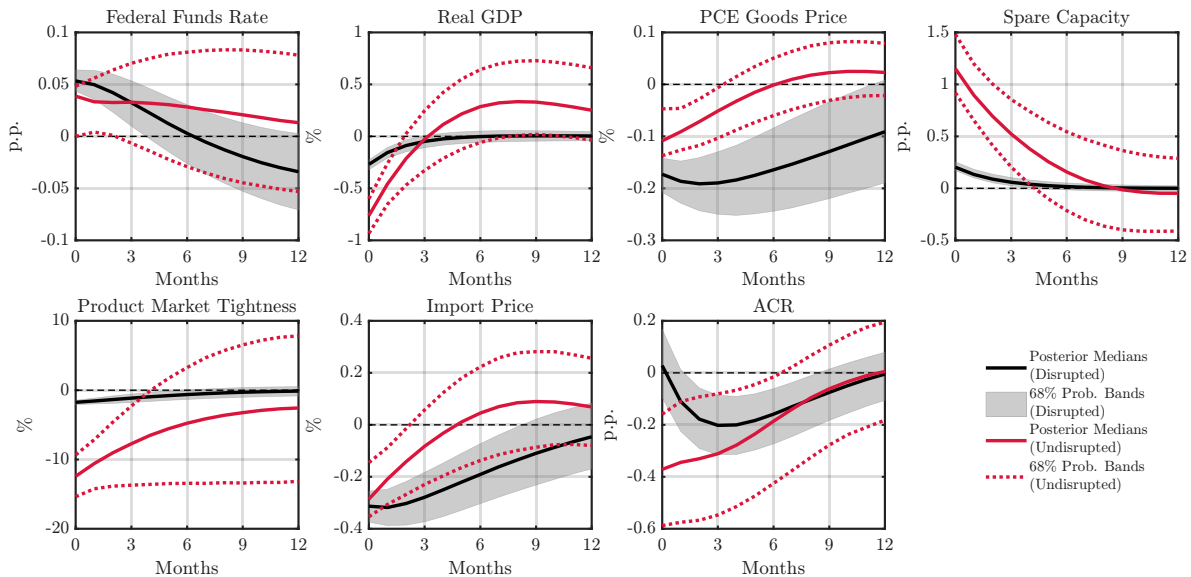 Federal Funds Rate
0.1
0.05
0
-0.05
-0.1
p.p.
0 3 6 9 12
Months
Real GDP
1
0.5
0
-0.5
-1
%
0 3 6 9 12
Months
PCE Goods Price
0.1
0
-0.1
-0.2
-0.3
%
0 3 6 9 12
Months
Spare Capacity
1.5
1
0.5
0
-0.5
p.p.
0 3 6 9 12
Months
Product Market Tightness
10
0
-10
-20
%
0 3 6 9 12
Months
Import Price
0.4
0.2
0
-0.2
-0.4
%
0 3 6 9 12
Months
ACR
0.2
0
-0.2
-0.4
-0.6
p.p.
0 3 6 9 12
Months
Posterior Medians
(Disrupted)
68% Prob. Bands
(Disrupted)
Posterior Medians
(Undisrupted)
68% Prob. Bands
(Undisrupted)